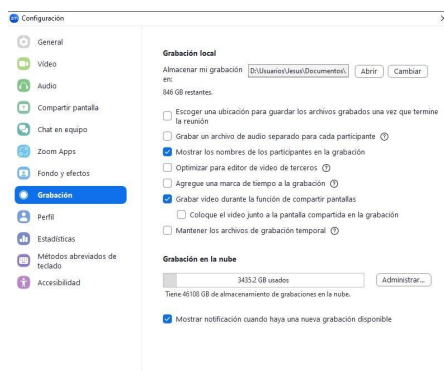 zm Configuración
General
Vídeo
Audio
Compartir pantalla
Chat en equipo
Zoom Apps
Fondo y efectos
Grabación
Perfil
Estadísticas
Métodos abreviados de
teclado
Accesibilidad
Grabación local
Almacenar mi grabación
en:
D:\Usuarios\Jesus\Documentos\.
Abrir
Cambiar
846 GB restantes.
Escoger una ubicación para guardar los archivos grabados una vez que termine
la reunión
Grabar un archivo de audio separado para cada participante
Mostrar los nombres de los participantes en la grabación
Optimizar para editor de video de terceros
Agregue una marca de tiempo a la grabación
Grabar vídeo durante la función de compartir pantallas
Coloque el video junto a la pantalla compartida en la grabación
Mantener los archivos de grabación temporal
Grabación en la nube
3435.2 GB usados
Administrar...
Tiene 46108 GB de almacenamiento de grabaciones en la nube.
Mostrar notificación cuando haya una nueva grabación disponible